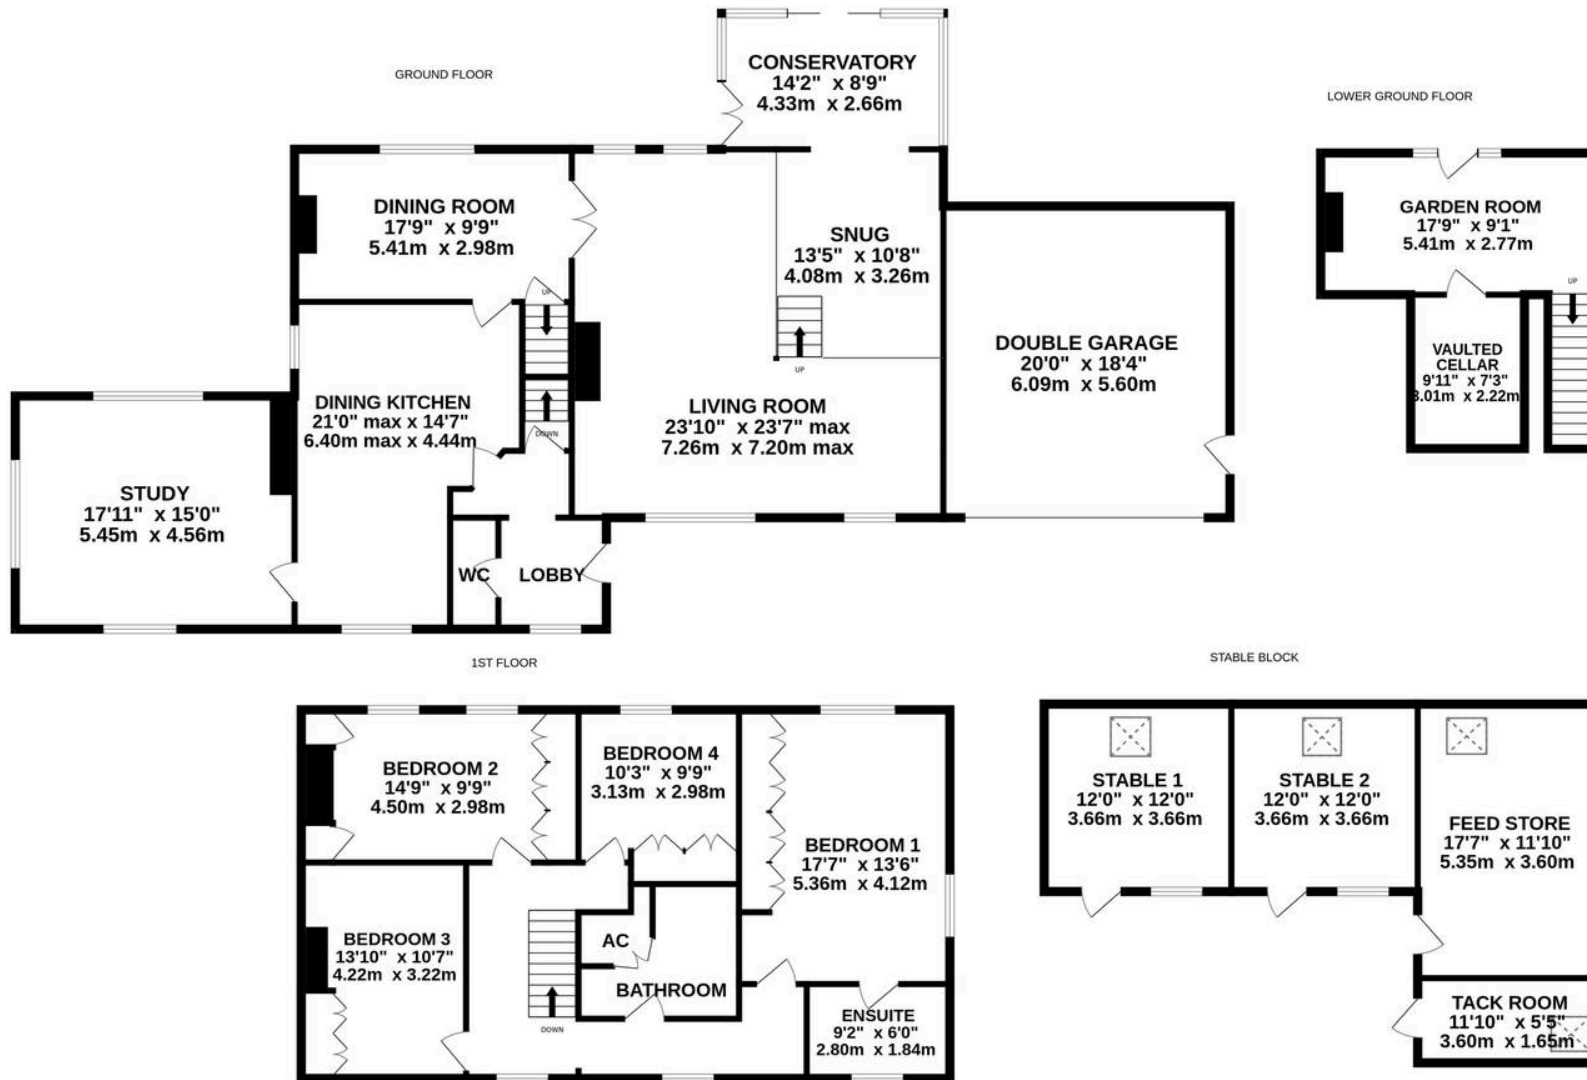 GROUND FLOOR
CONSERVATORY
14'2" x 8'9"
4.33m x 2.66m
DINING ROOM
17'9" x 9'9"
5.41m x 2.98m
SNUG
13'5" x 10'8"
4.08m x 3.26m
UP
UP
DOUBLE GARAGE
20'0" x 18'4"
6.09m x 5.60m
DINING KITCHEN
21'0" max x 14'7"
6.40m max x 4.44m
DOWN
LIVING ROOM
23'10" x 23'7" max
7.26m x 7.20m max
STUDY
17'11" x 15'0"
5.45m x 4.56m
WC
LOBBY
LOWER GROUND FLOOR
GARDEN ROOM
17'9" x 9'1"
5.41m x 2.77m
UP
VAULTED
CELLAR
9'11" x 7'3"
3.01m x 2.22m
1ST FLOOR
BEDROOM 2
14'9" x 9'9"
4.50m x 2.98m
BEDROOM 4
10'3" x 9'9"
3.13m x 2.98m
BEDROOM 1
17'7" x 13'6"
5.36m x 4.12m
BEDROOM 3
13'10" x 10'7"
4.22m x 3.22m
AC
BATHROOM
DOWN
ENSUITE
9'2" x 6'0"
2.80m x 1.84m
STABLE BLOCK
STABLE 1
12'0" x 12'0"
3.66m x 3.66m
STABLE 2
12'0" x 12'0"
3.66m x 3.66m
FEED STORE
17'7" x 11'10"
5.35m x 3.60m
TACK ROOM
11'10" x 5'5"
3.60m x 1.65m